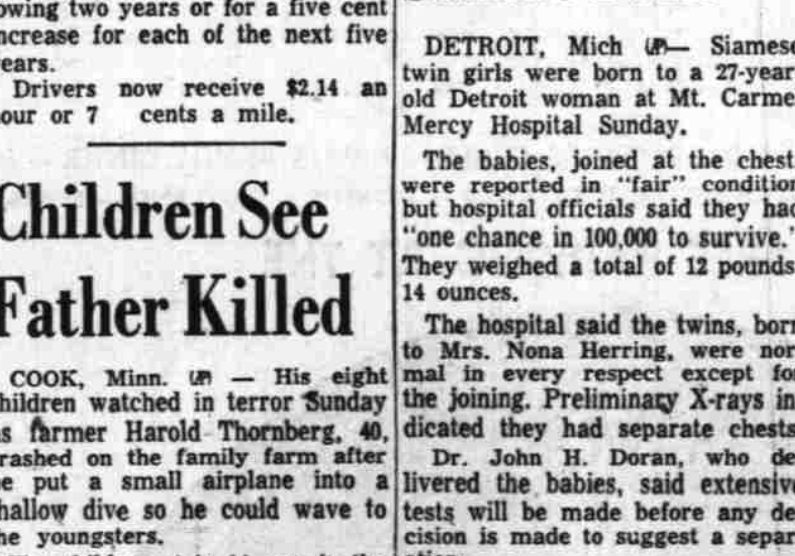 owing two years or for a five cent
ncrease for each of the next five
ears.
Drivers now receive $2.14 an
our or 7 cents a mile.
Children See
Father Killed
COOK, Minn. UP — His eight
hildren watched in terror Sunday
s farmer Harold Thornberg, 40,
rashed on the family farm after
e put a small airplane into a
hallow dive so he could wave to
he youngsters.
DETROIT, Mich UP — Siamese
twin girls were born to a 27-year
old Detroit woman at Mt. Carme
Mercy Hospital Sunday.
The babies, joined at the chest
were reported in "fair" condition
but hospital officials said they had
"one chance in 100,000 to survive.'
They weighed a total of 12 pounds
14 ounces.
The hospital said the twins, born
to Mrs. Nona Herring, were nor
mal in every respect except for
the joining. Preliminary X-rays in
dicated they had separate chests
Dr. John H. Doran, who de
livered the babies, said extensive
tests will be made before any de
cision is made to suggest a separ